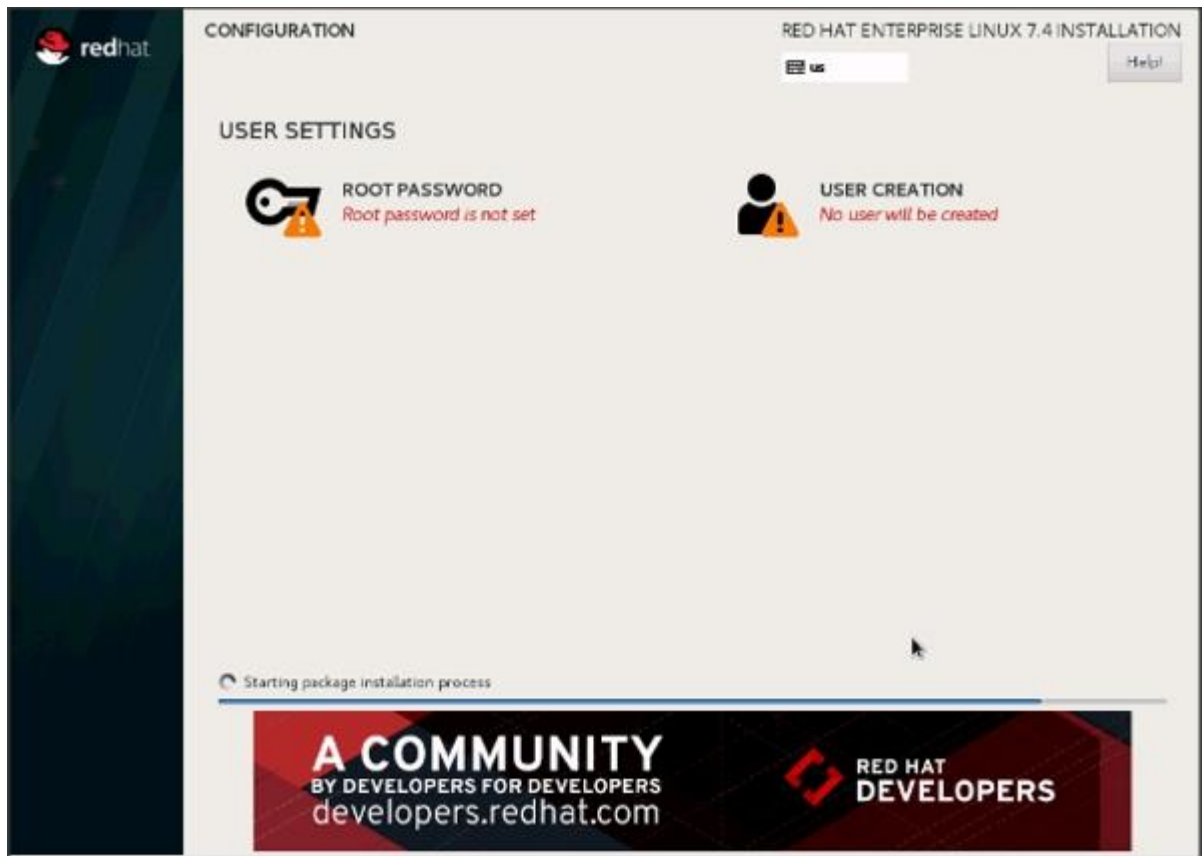 redhat
CONFIGURATION
RED HAT ENTERPRISE LINUX 7.4 INSTALLATION
us
Help!
USER SETTINGS
ROOT PASSWORD
Root password is not set
USER CREATION
No user will be created
Starting package installation process
A COMMUNITY
BY DEVELOPERS FOR DEVELOPERS
developers.redhat.com
RED HAT
DEVELOPERS